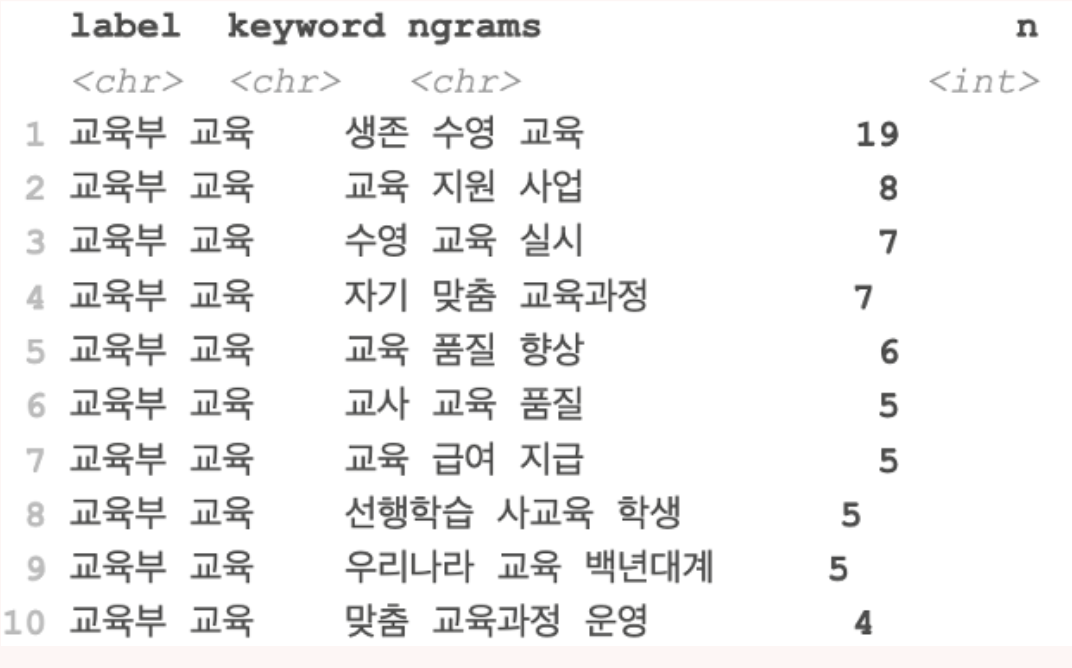 label keyword ngrams n
<chr> <chr> <chr> <int>
1 교육부 교육 생존 수영 교육 19
2 교육부 교육 교육 지원 사업 8
3 교육부 교육 수영 교육 실시 7
4 교육부 교육 자기 맞춤 교육과정 7
5 교육부 교육 교육 품질 향상 6
6 교육부 교육 교사 교육 품질 5
7 교육부 교육 교육 급여 지급 5
8 교육부 교육 선행학습 사교육 학생 5
9 교육부 교육 우리나라 교육 백년대계 5
10 교육부 교육 맞춤 교육과정 운영 4